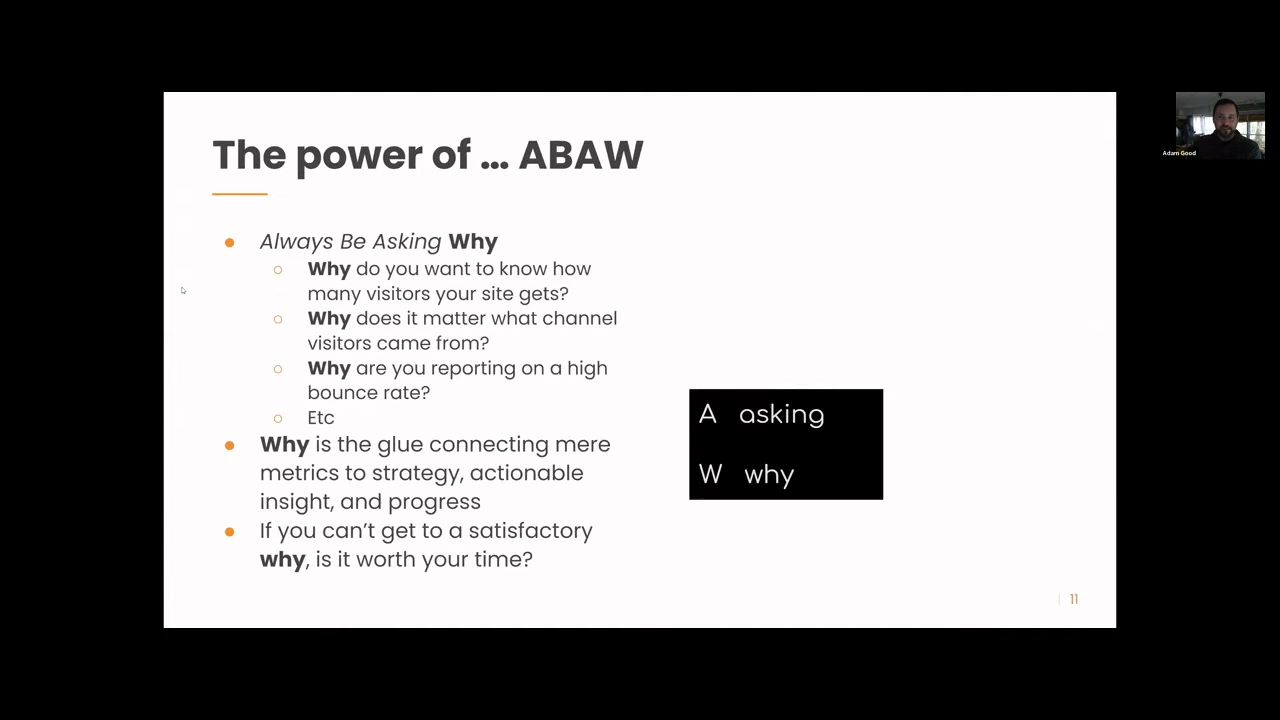 The power of ... ABAW
Always Be Asking Why
Why do you want to know how
many visitors your site gets?
Why does it matter what channel
visitors came from?
Why are you reporting on a high
bounce rate?
Etc
Why is the glue connecting mere
metrics to strategy, actionable
insight, and progress
If you can’t get to a satisfactory
why, is it worth your time?
A asking
W why
11
Adam Good